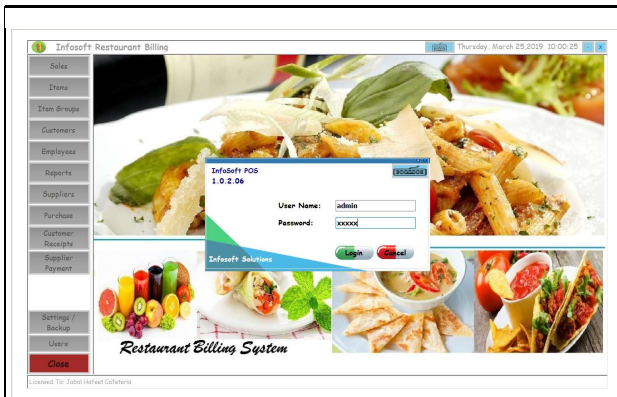 Infosoft Restaurant Billing
Thursday, March 25,2019 10:00:25 - X
Sales
Items
Item Groups
Customers
Employees
Reports
Suppliers
Purchase
Customer
Receipts
Supplier
Payment
Settings /
Backup
Users
Close
InfoSoft POS
1.0.2.06
User Name: admin
Password: xxxxx
Login Cancel
Infosoft Solutions
Restaurant Billing System
Licensed To: Jabal Hafeet Cafeteria